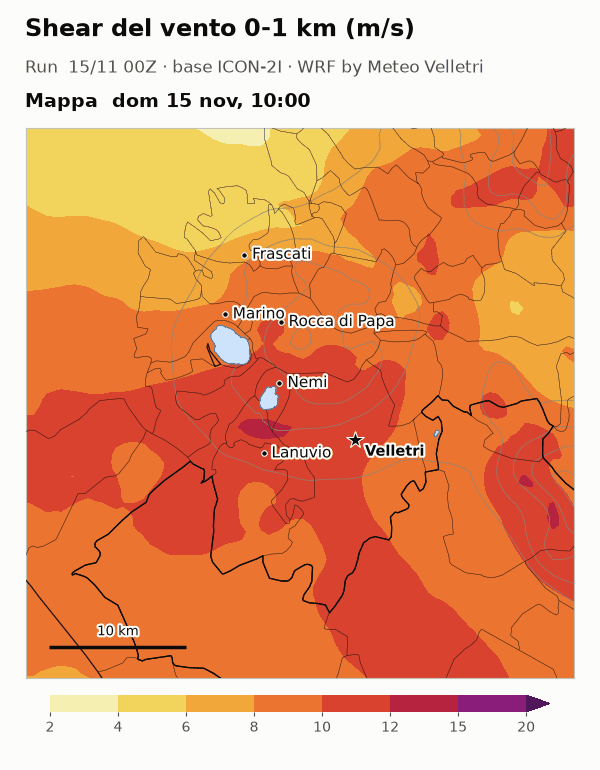 Shear del vento 0-1 km (m/s)
Run  15/11 00Z · base ICON-2I · WRF by Meteo Velletri
Mappa  dom 15 nov, 10:00
Frascati
Marino
Rocca di Papa
Nemi
Velletri
Lanuvio
10 km
2 4 6 8 10 12 15 20